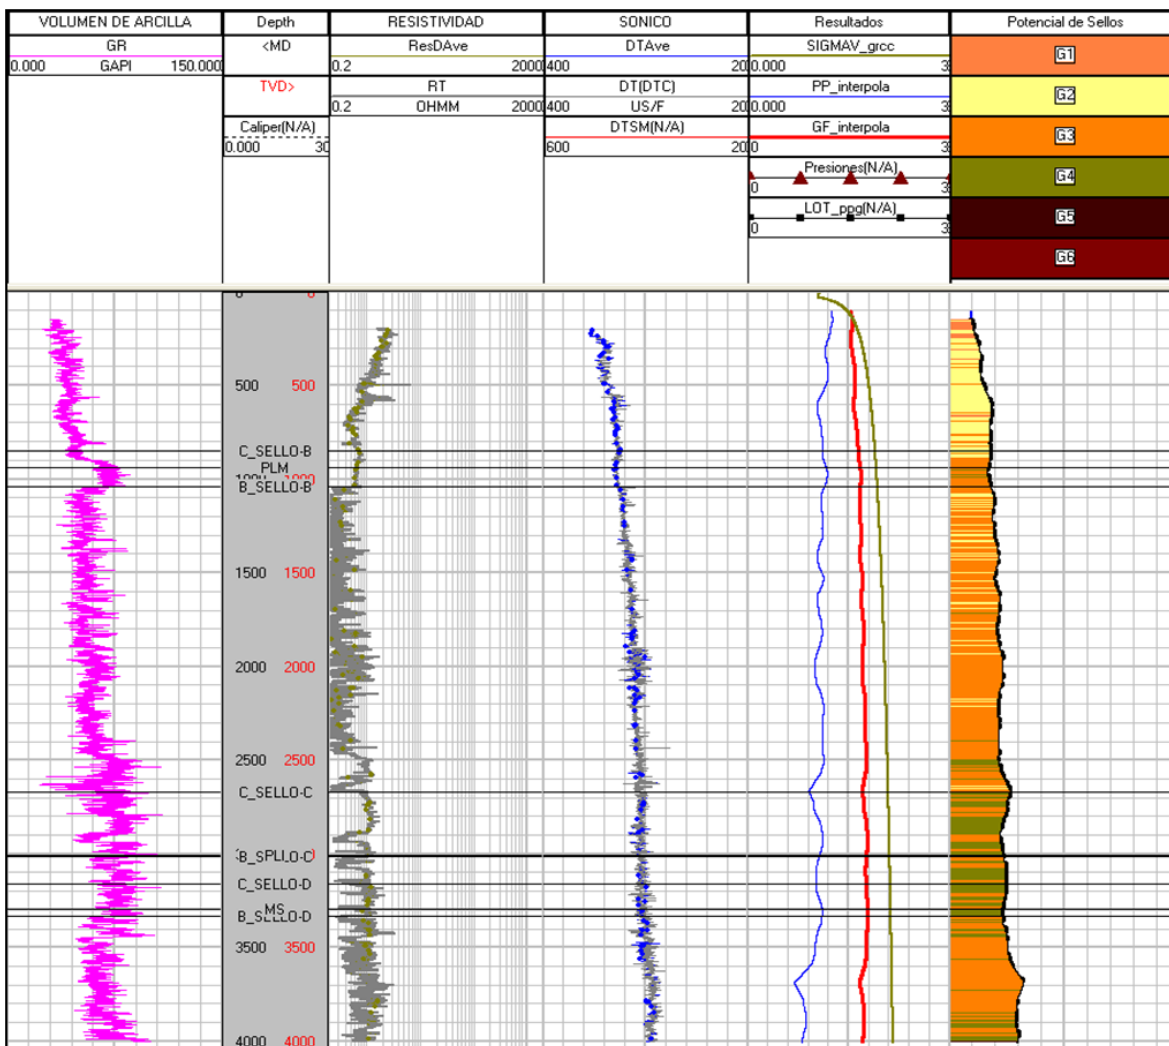 VOLUMEN DE ARCILLA
Depth
RESISTIVIDAD
SONICO
Resultados
Potencial de Sellos
GR
0.000 GAPI 150.000
<MD
TVD>
Caliper(N/A)
0.000 30
ResDAve
0.2 2000
RT
0.2 OHMM 2000
DTAve
400 20
DT(DTC)
400 US/F 20
DTSM(N/A)
600 20
SIGMAV_grcc
0.000 3
PP_interpola
0.000 3
GF_interpola
0 3
Presiones(N/A)
0 3
LOT_ppg(N/A)
0 3
G1
G2
G3
G4
G5
G6
0 0
500 500
C_SELLO-B
PLM
B_SELLO-B
1500 1500
2000 2000
2500 2500
C_SELLO-C
C_SELLO-D
MS
B_SELLO-D
3500 3500
4000 4000